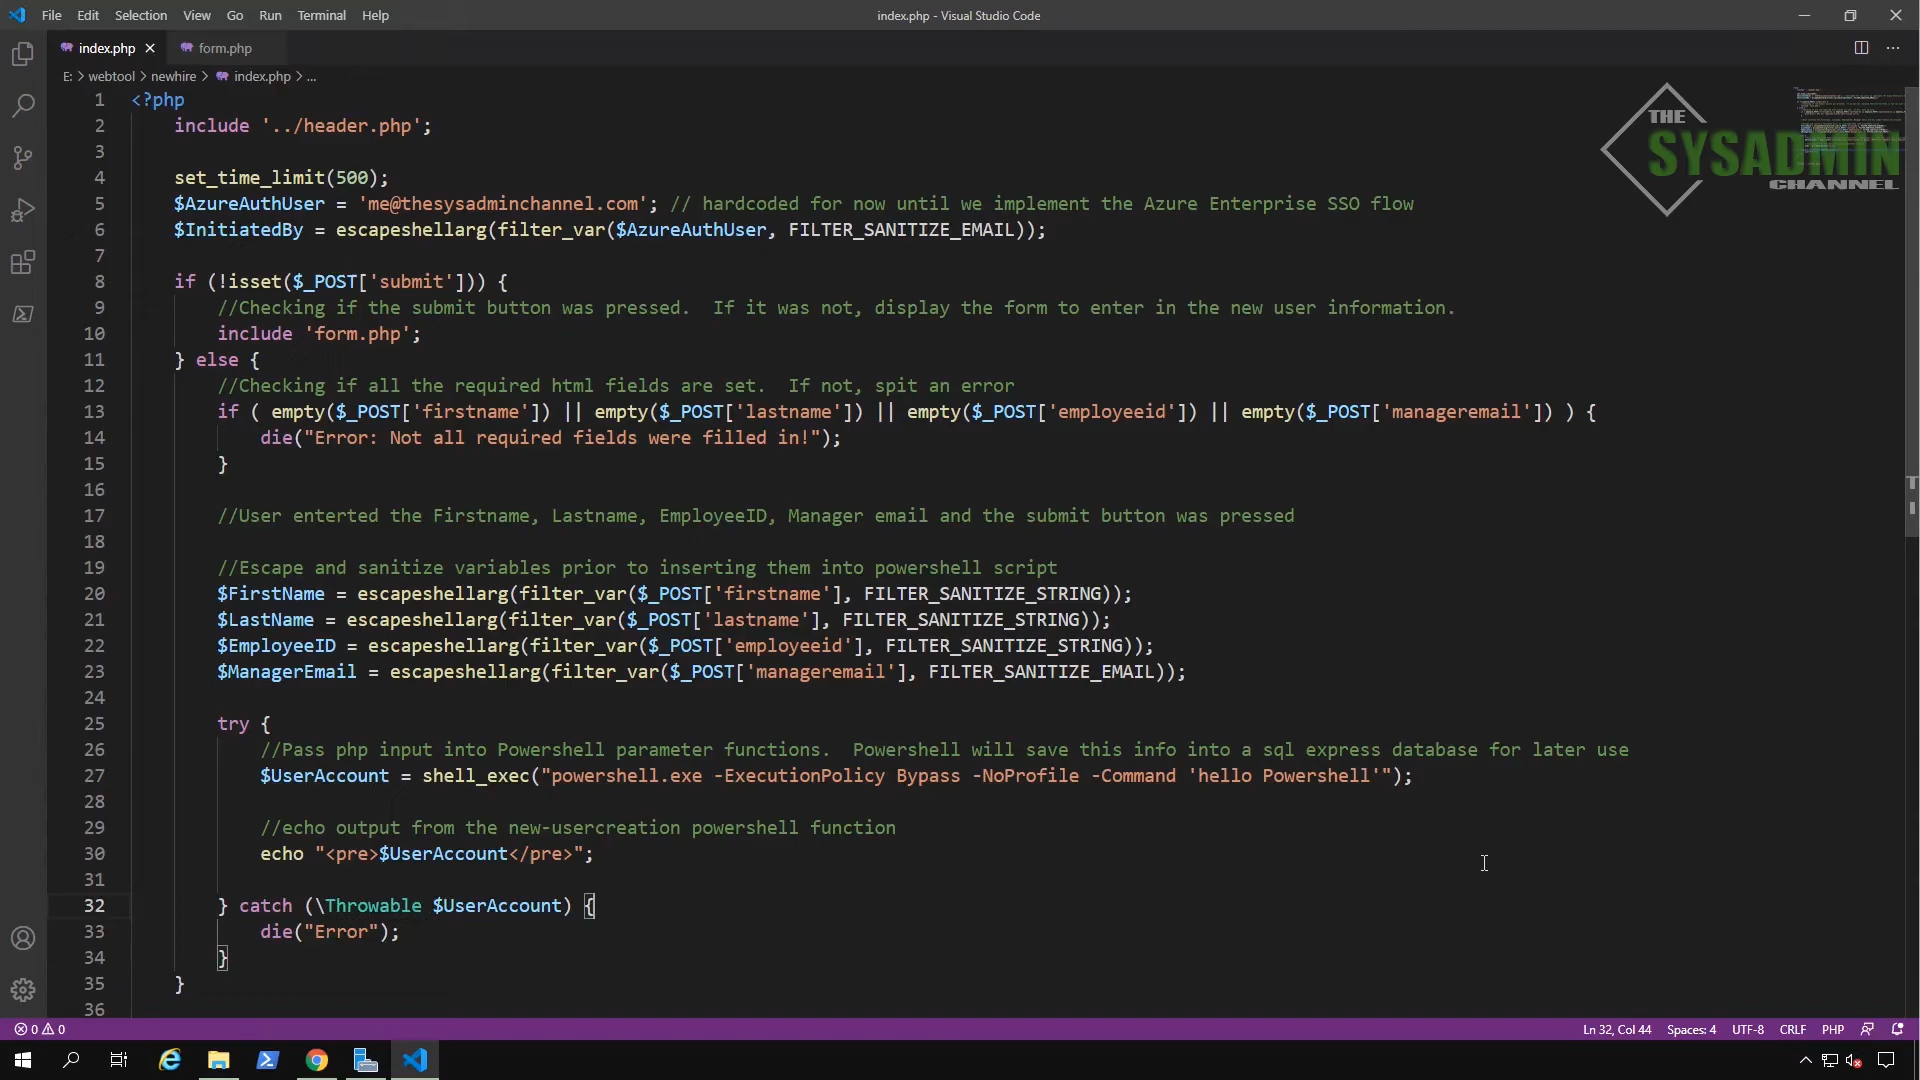 File Edit Selection View Go Run Terminal Help
index.php - Visual Studio Code
index.php form.php
E: > webtool > newhire > index.php > ...
THE
SYSADMIN
CHANNEL
1 <?php
2 include '../header.php';
3
4 set_time_limit(500);
5 $AzureAuthUser = 'me@thesysadminchannel.com'; // hardcoded for now until we implement the Azure Enterprise SSO flow
6 $InitiatedBy = escapeshellarg(filter_var($AzureAuthUser, FILTER_SANITIZE_EMAIL));
7
8 if (!isset($_POST['submit'])) {
9 //Checking if the submit button was pressed.  If it was not, display the form to enter in the new user information.
10 include 'form.php';
11 } else {
12 //Checking if all the required html fields are set.  If not, spit an error
13 if ( empty($_POST['firstname']) || empty($_POST['lastname']) || empty($_POST['employeeid']) || empty($_POST['manageremail']) ) {
14 die("Error: Not all required fields were filled in!");
15 }
16
17 //User enterted the Firstname, Lastname, EmployeeID, Manager email and the submit button was pressed
18
19 //Escape and sanitize variables prior to inserting them into powershell script
20 $FirstName = escapeshellarg(filter_var($_POST['firstname'], FILTER_SANITIZE_STRING));
21 $LastName = escapeshellarg(filter_var($_POST['lastname'], FILTER_SANITIZE_STRING));
22 $EmployeeID = escapeshellarg(filter_var($_POST['employeeid'], FILTER_SANITIZE_STRING));
23 $ManagerEmail = escapeshellarg(filter_var($_POST['manageremail'], FILTER_SANITIZE_EMAIL));
24
25 try {
26 //Pass php input into Powershell parameter functions.  Powershell will save this info into a sql express database for later use
27 $UserAccount = shell_exec("powershell.exe -ExecutionPolicy Bypass -NoProfile -Command 'hello Powershell'");
28
29 //echo output from the new-usercreation powershell function
30 echo "<pre>$UserAccount</pre>";
31
32 } catch (\Throwable $UserAccount) {
33 die("Error");
34 }
35 }
36
0 0
Ln 32, Col 44 Spaces: 4 UTF-8 CRLF PHP